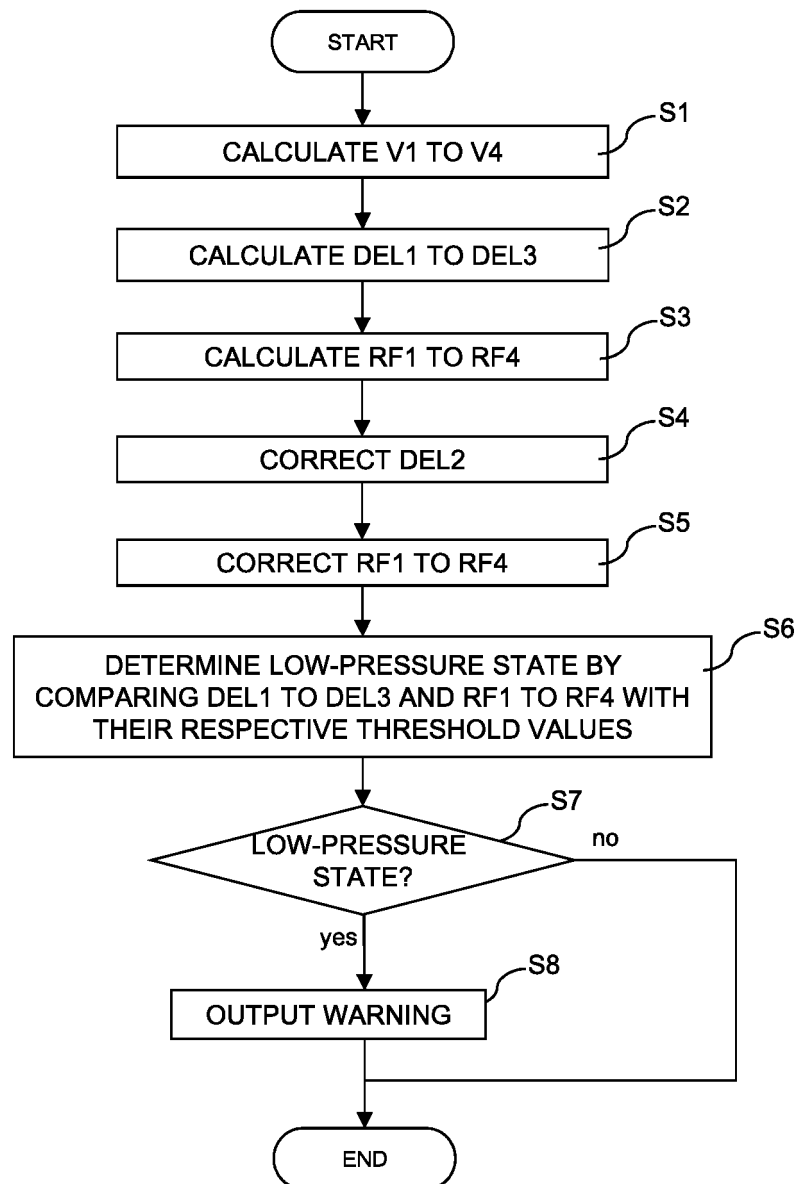 START
S1
CALCULATE V1 TO V4
S2
CALCULATE DEL1 TO DEL3
S3
CALCULATE RF1 TO RF4
S4
CORRECT DEL2
S5
CORRECT RF1 TO RF4
S6
DETERMINE LOW-PRESSURE STATE BY
COMPARING DEL1 TO DEL3 AND RF1 TO RF4 WITH
THEIR RESPECTIVE THRESHOLD VALUES
S7
LOW-PRESSURE
STATE?
no
yes
S8
OUTPUT WARNING
END